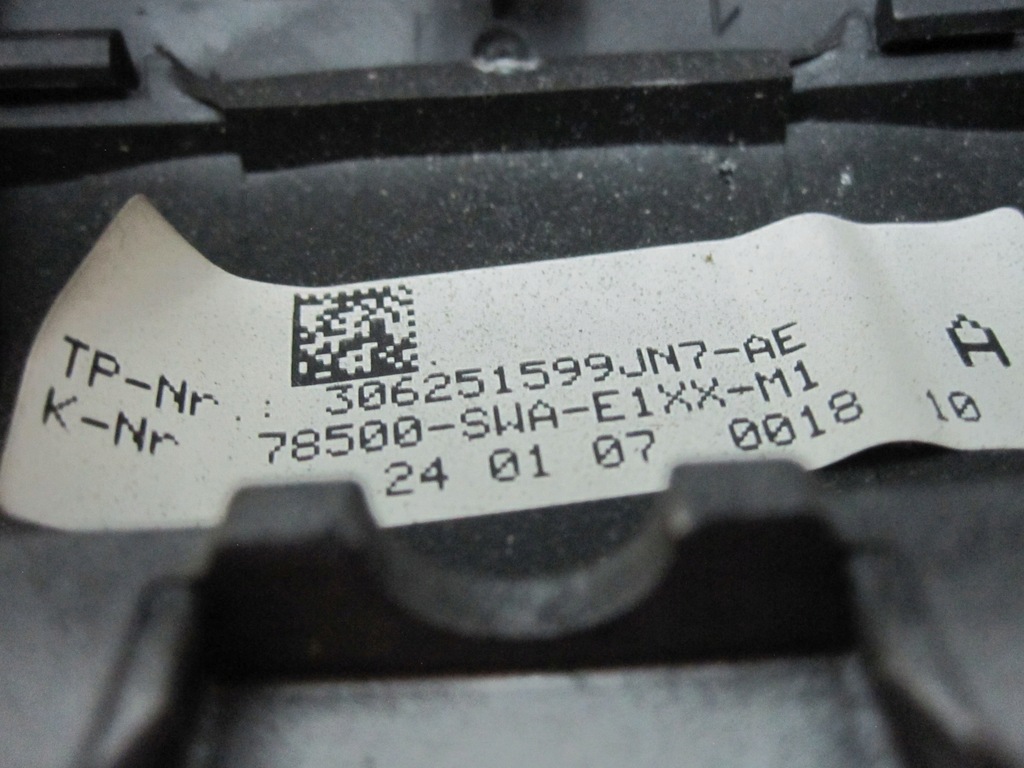 TP-Nr.: 306251599JN7-AE A
K-Nr 78500-SWA-E1XX-M1
24 01 07 0018 10